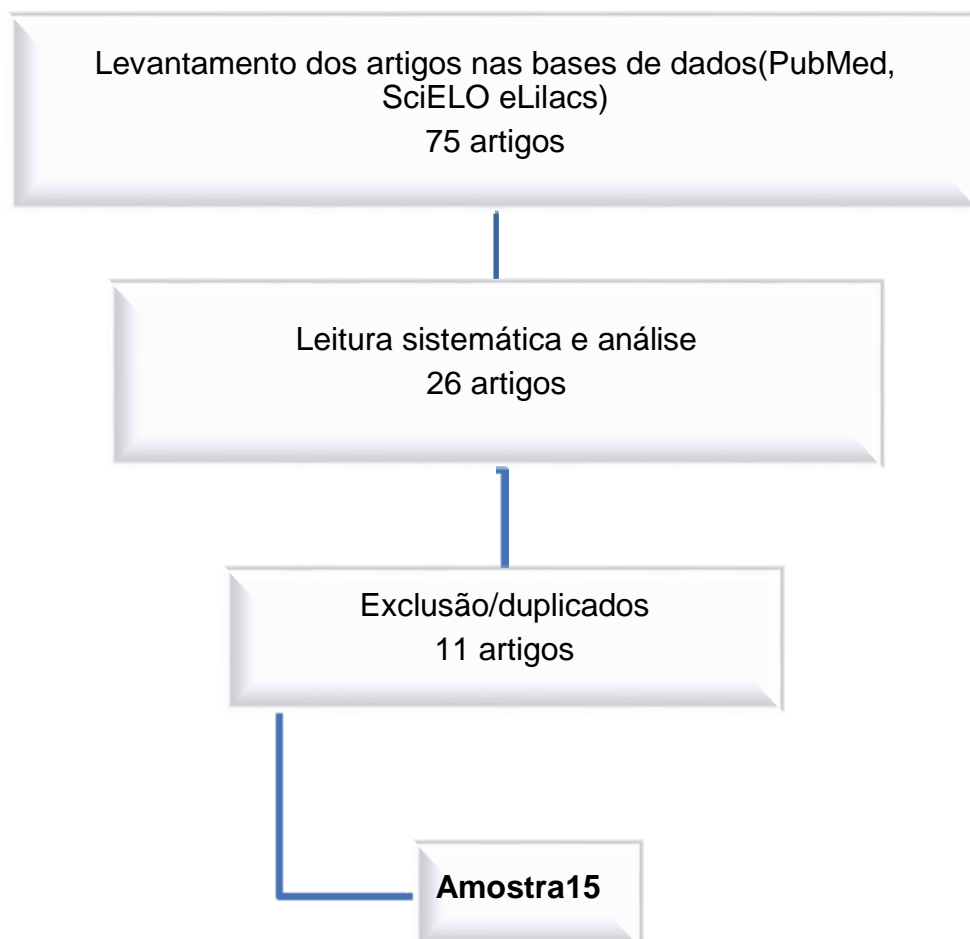 Levantamento dos artigos nas bases de dados(PubMed,
SciELO eLilacs)
75 artigos
Leitura sistemática e análise
26 artigos
Exclusão/duplicados
11 artigos
Amostra15